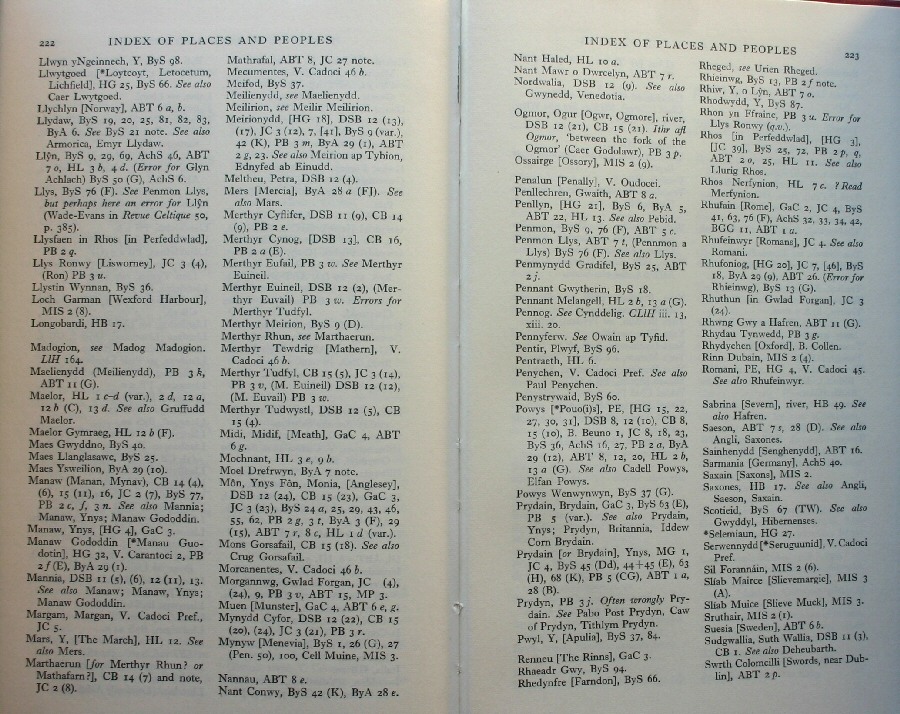 222
INDEX OF PLACES AND PEOPLES
Llwyn yNgeinnech, Y, ByS 98.
Llwytgoed [*Loytcoyt, Letocetum,
Lichfield], HG 25, ByS 66. See also
Caer Lwytgoed.
Llychlyn [Norway], ABT 6 a, b.
Llydaw, ByS 19, 20, 25, 81, 82, 83,
ByA 6. See ByS 21 note. See also
Armorica, Emyr Llydaw.
Llŷn, ByS 9, 29, 69, AchS 46, ABT
7 o, HL 3 b, 4 d. (Error for Glyn
Achlach) ByS 50 (G), AchS 6.
Llys, ByS 76 (F). See Penmon Llys,
but perhaps here an error for Llŷn
(Wade-Evans in Revue Celtique 50,
p. 385).
Llysfaen in Rhos [in Perfeddwlad],
PB 2 q.
Llys Ronwy [Lisworney], JC 3 (4),
(Ron) PB 3 u.
Llystin Wynnan, ByS 36.
Loch Garman [Wexford Harbour],
MIS 2 (8).
Longobardi, HB 17.
Madogion, see Madog Madogion.
LlH 164.
Maelienydd (Meilienydd), PB 3 k,
ABT 11 (G).
Maelor, HL 1 c–d (var.), 2 d, 12 a,
12 b (C), 13 d. See also Gruffudd
Maelor.
Maelor Gymraeg, HL 12 b (F).
Maes Gwyddno, ByS 40.
Maes Llanglasawc, ByS 25.
Maes Ysweilion, ByA 29 (10).
Manaw (Manan, Mynav), CB 14 (4),
(6), 15 (11), 16, JC 2 (7), ByS 77,
PB 2 c, f, 3 n. See also Mannia;
Manaw, Ynys; Manaw Gododdin.
Manaw, Ynys, [HG 4], GaC 3.
Manaw Gododdin [*Manau Guo-
dotin], HG 32, V. Carantoci 2, PB
2 f (E), ByA 29 (1).
Mannia, DSB 11 (5), (6), 12 (11), 13.
See also Manaw; Manaw, Ynys;
Manaw Gododdin.
Margam, Margan, V. Cadoci Pref.,
JC 5.
Mars, Y, [The March], HL 12. See
also Mers.
Marthaerun [for Merthyr Rhun? or
Mathafarn?], CB 14 (7) and note,
JC 2 (8).
Mathrafal, ABT 8, JC 27 note.
Mecumentes, V. Cadoci 46 b.
Meifod, ByS 37.
Meilienydd, see Maelienydd.
Meilirion, see Meilir Meilirion.
Meirionydd, [HG 18], DSB 12 (13),
(17), JC 3 (12), 7, [41], ByS 9 (var.),
42 (K), PB 3 m, ByA 29 (1), ABT
2 g, 23. See also Meirion ap Tybion,
Ednyfed ab Einudd.
Meltheu, Petra, DSB 12 (4).
Mers [Mercia], ByA 28 a (FJ). See
also Mars.
Merthyr Cyflifer, DSB 11 (9), CB 14
(9), PB 2 e.
Merthyr Cynog, [DSB 13], CB 16,
PB 2 a (E).
Merthyr Eufail, PB 3 w. See Merthyr
Euineil.
Merthyr Euineil, DSB 12 (2), (Mer-
thyr Euvail) PB 3 w. Errors for
Merthyr Tudfyl.
Merthyr Meirion, ByS 9 (D).
Merthyr Rhun, see Marthaerun.
Merthyr Tewdrig [Mathern], V.
Cadoci 46 b.
Merthyr Tudfyl, CB 15 (5), JC 3 (14),
PB 3 v, (M. Euineil) DSB 12 (12),
(M. Euvail) PB 3 w.
Merthyr Tudwystl, DSB 12 (5), CB
15 (4).
Midi, Midif, [Meath], GaC 4, ABT
6 g.
Mochnant, HL 3 e, 9 b.
Moel Drefrwyn, ByA 7 note.
Môn, Ynys Fôn, Monia, [Anglesey],
DSB 12 (24), CB 15 (23), GaC 3,
JC 3 (23), ByS 24 a, 25, 29, 43, 46,
55, 62, PB 2 g, 3 t, ByA 3 (F), 29
(15), ABT 7 r, 8 c, HL 1 d (var.).
Mons Gorsafail, CB 15 (18). See also
Crug Gorsafail.
Morcanentes, V. Cadoci 46 b.
Morgannwg, Gwlad Forgan, JC (4),
(24), 9, PB 3 v, ABT 15, MP 3.
Muen [Munster], GaC 4, ABT 6 e, g.
Mynydd Cyfor, DSB 12 (22), CB 15
(20), (24), JC 3 (21), PB 3 r.
Mynyw [Menevia], ByS 1, 26 (G), 27
(Pen. 50), 100, Cell Muine, MIS 3.
Nannau, ABT 8 e.
Nant Conwy, ByS 42 (K), ByA 28 e.
INDEX OF PLACES AND PEOPLES
223
Nant Haled, HL 10 a.
Nant Mawr o Dwrcelyn, ABT 7 r.
Nordwalia, DSB 12 (9). See also
Gwynedd, Venedotia.
Ogmor, Ogur [Ogwr, Ogmore], river,
DSB 12 (21), CB 15 (21). Ithr afl
Ogmor, 'between the fork of the
Ogmor' (Caer Godolawr), PB 3 p.
Ossairge [Ossory], MIS 2 (9).
Penalun [Penally], V. Oudocei.
Penllechren, Gwaith, ABT 8 a.
Penllyn, [HG 21], ByS 6, ByA 5,
ABT 22, HL 13. See also Pebid.
Penmon, ByS 9, 76 (F), ABT 5 c.
Penmon Llys, ABT 7 t, (Pennmon a
Llys) ByS 76 (F). See also Llys.
Penmynydd Gradifel, ByS 25, ABT
2 j.
Pennant Gwytherin, ByS 18.
Pennant Melangell, HL 2 b, 13 a (G).
Pennog. See Cynddelig. CLlH iii. 13,
xiii. 20.
Pennyferw. See Owain ap Tyfid.
Pentir, Plwyf, ByS 96.
Pentraeth, HL 6.
Penychen, V. Cadoci Pref. See also
Paul Penychen.
Penystrywaid, ByS 60.
Powys [*Pouo(i)s], PE, [HG 15, 22,
27, 30, 31], DSB 8, 12 (10), CB 8,
15 (10), B. Beuno 1, JC 8, 18, 23,
ByS 36, AchS 16, 27, PB 2 a, ByA
29 (12), ABT 8, 12, 20, HL 2 b,
13 a (G). See also Cadell Powys,
Elfan Powys.
Powys Wenwynwyn, ByS 37 (G).
Prydain, Brydain, GaC 3, ByS 63 (E),
PB 5 (var.). See also Prydain,
Ynys; Prydyn, Britannia, Iddew
Corn Brydain.
Prydain [or Brydain], Ynys, MG 1,
JC 4, ByS 45 (Dd), 44+45 (E), 63
(H), 68 (K), PB 5 (CG), ABT 1 a,
28 (B).
Prydyn, PB 3 j. Often wrongly Pry-
dain. See Pabo Post Prydyn, Caw
of Prydyn, Tithlym Prydyn.
Pwyl, Y, [Apulia], ByS 37, 84.
Renneu [The Rinns], GaC 3.
Rhaeadr Gwy, ByS 94.
Rhedynfre [Farndon], ByS 66.
Rheged, see Urien Rheged.
Rhieinwg, ByS 13, PB 2 f note.
Rhiw, Y, o Lŷn, ABT 7 o.
Rhodwydd, Y, ByS 87.
Rhon yn Ffraine, PB 3 u. Error for
Llys Ronwy (q.v.).
Rhos [in Perfeddwlad], [HG 3],
[JC 39], ByS 25, 72, PB 2 p, q,
ABT 2 o, 25, HL 11. See also
Llurig Rhos.
Rhos Nerfynion, HL 7 c. ? Read
Merfynion.
Rhufain [Rome], GaC 2, JC 4, ByS
41, 63, 76 (F), AchS 32, 33, 34, 42,
BGG 11, ABT 1 a.
Rhufeinwyr [Romans], JC 4. See also
Romani.
Rhufoniog, [HG 20], JC 7, [46], ByS
18, ByA 29 (9), ABT 26. (Error for
Rhieinwg), ByS 13 (G).
Rhuthun [in Gwlad Forgan], JC 3
(24).
Rhwng Gwy a Hafren, ABT 11 (G).
Rhydau Tynwedd, PB 3 g.
Rhydychen [Oxford], B. Collen.
Rinn Dubain, MIS 2 (4).
Romani, PE, HG 4, V. Cadoci 45.
See also Rhufeinwyr.
Sabrina [Severn], river, HB 49. See
also Hafren.
Saeson, ABT 7 s, 28 (D). See also
Angli, Saxones.
Sainhenydd [Senghenydd], ABT 16.
Sarmania [Germany], AchS 40.
Saxain [Saxons], MIS 2.
Saxones, HB 17. See also Angli,
Saeson, Saxain.
Scoticid, ByS 67 (TW). See also
Gwyddyl, Hibernenses.
*Selemiaun, HG 27.
Serwennydd [*Seruguunid], V. Cadoci
Pref.
Sil Forannáin, MIS 2 (6).
Slíab Mairce [Slievemargie], MIS 3
(A).
Slíab Muice [Slieve Muck], MIS 3.
Sruthair, MIS 2 (1).
Suesia [Sweden], ABT 6 b.
Sudgwallia, Suth Wallia, DSB 11 (3),
CB 1. See also Deheubarth.
Swrth Colomcilli [Swords, near Dub-
lin], ABT 2 p.